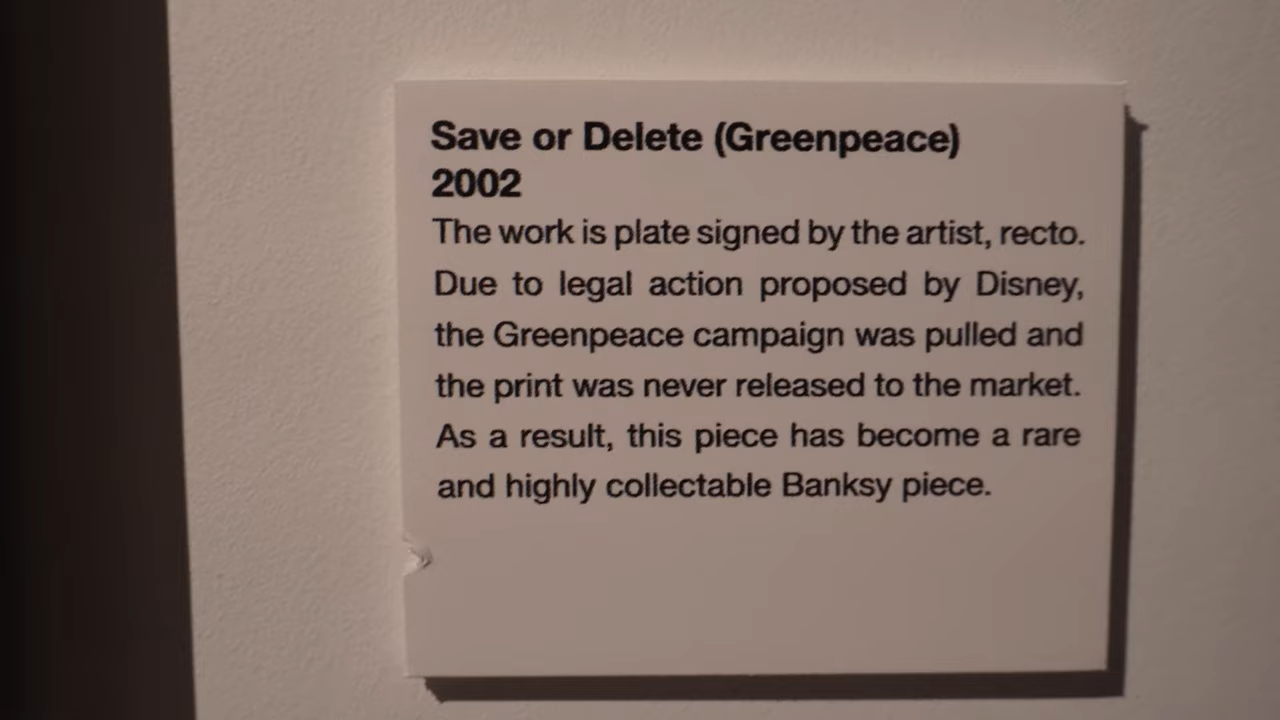 Save or Delete (Greenpeace)
2002
The work is plate signed by the artist, recto.
Due to legal action proposed by Disney,
the Greenpeace campaign was pulled and
the print was never released to the market.
As a result, this piece has become a rare
and highly collectable Banksy piece.